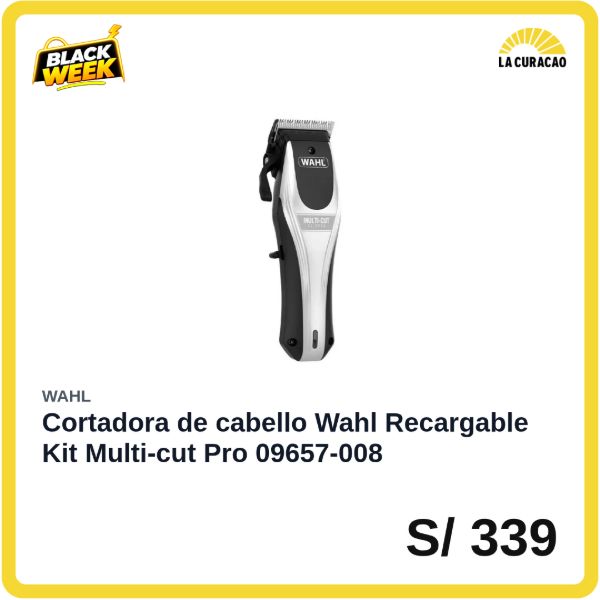 BLACK
WEEK
LA CURACAO
WAHL
MULTI-CUT
WAHL
Cortadora de cabello Wahl Recargable
Kit Multi-cut Pro 09657-008
S/ 339